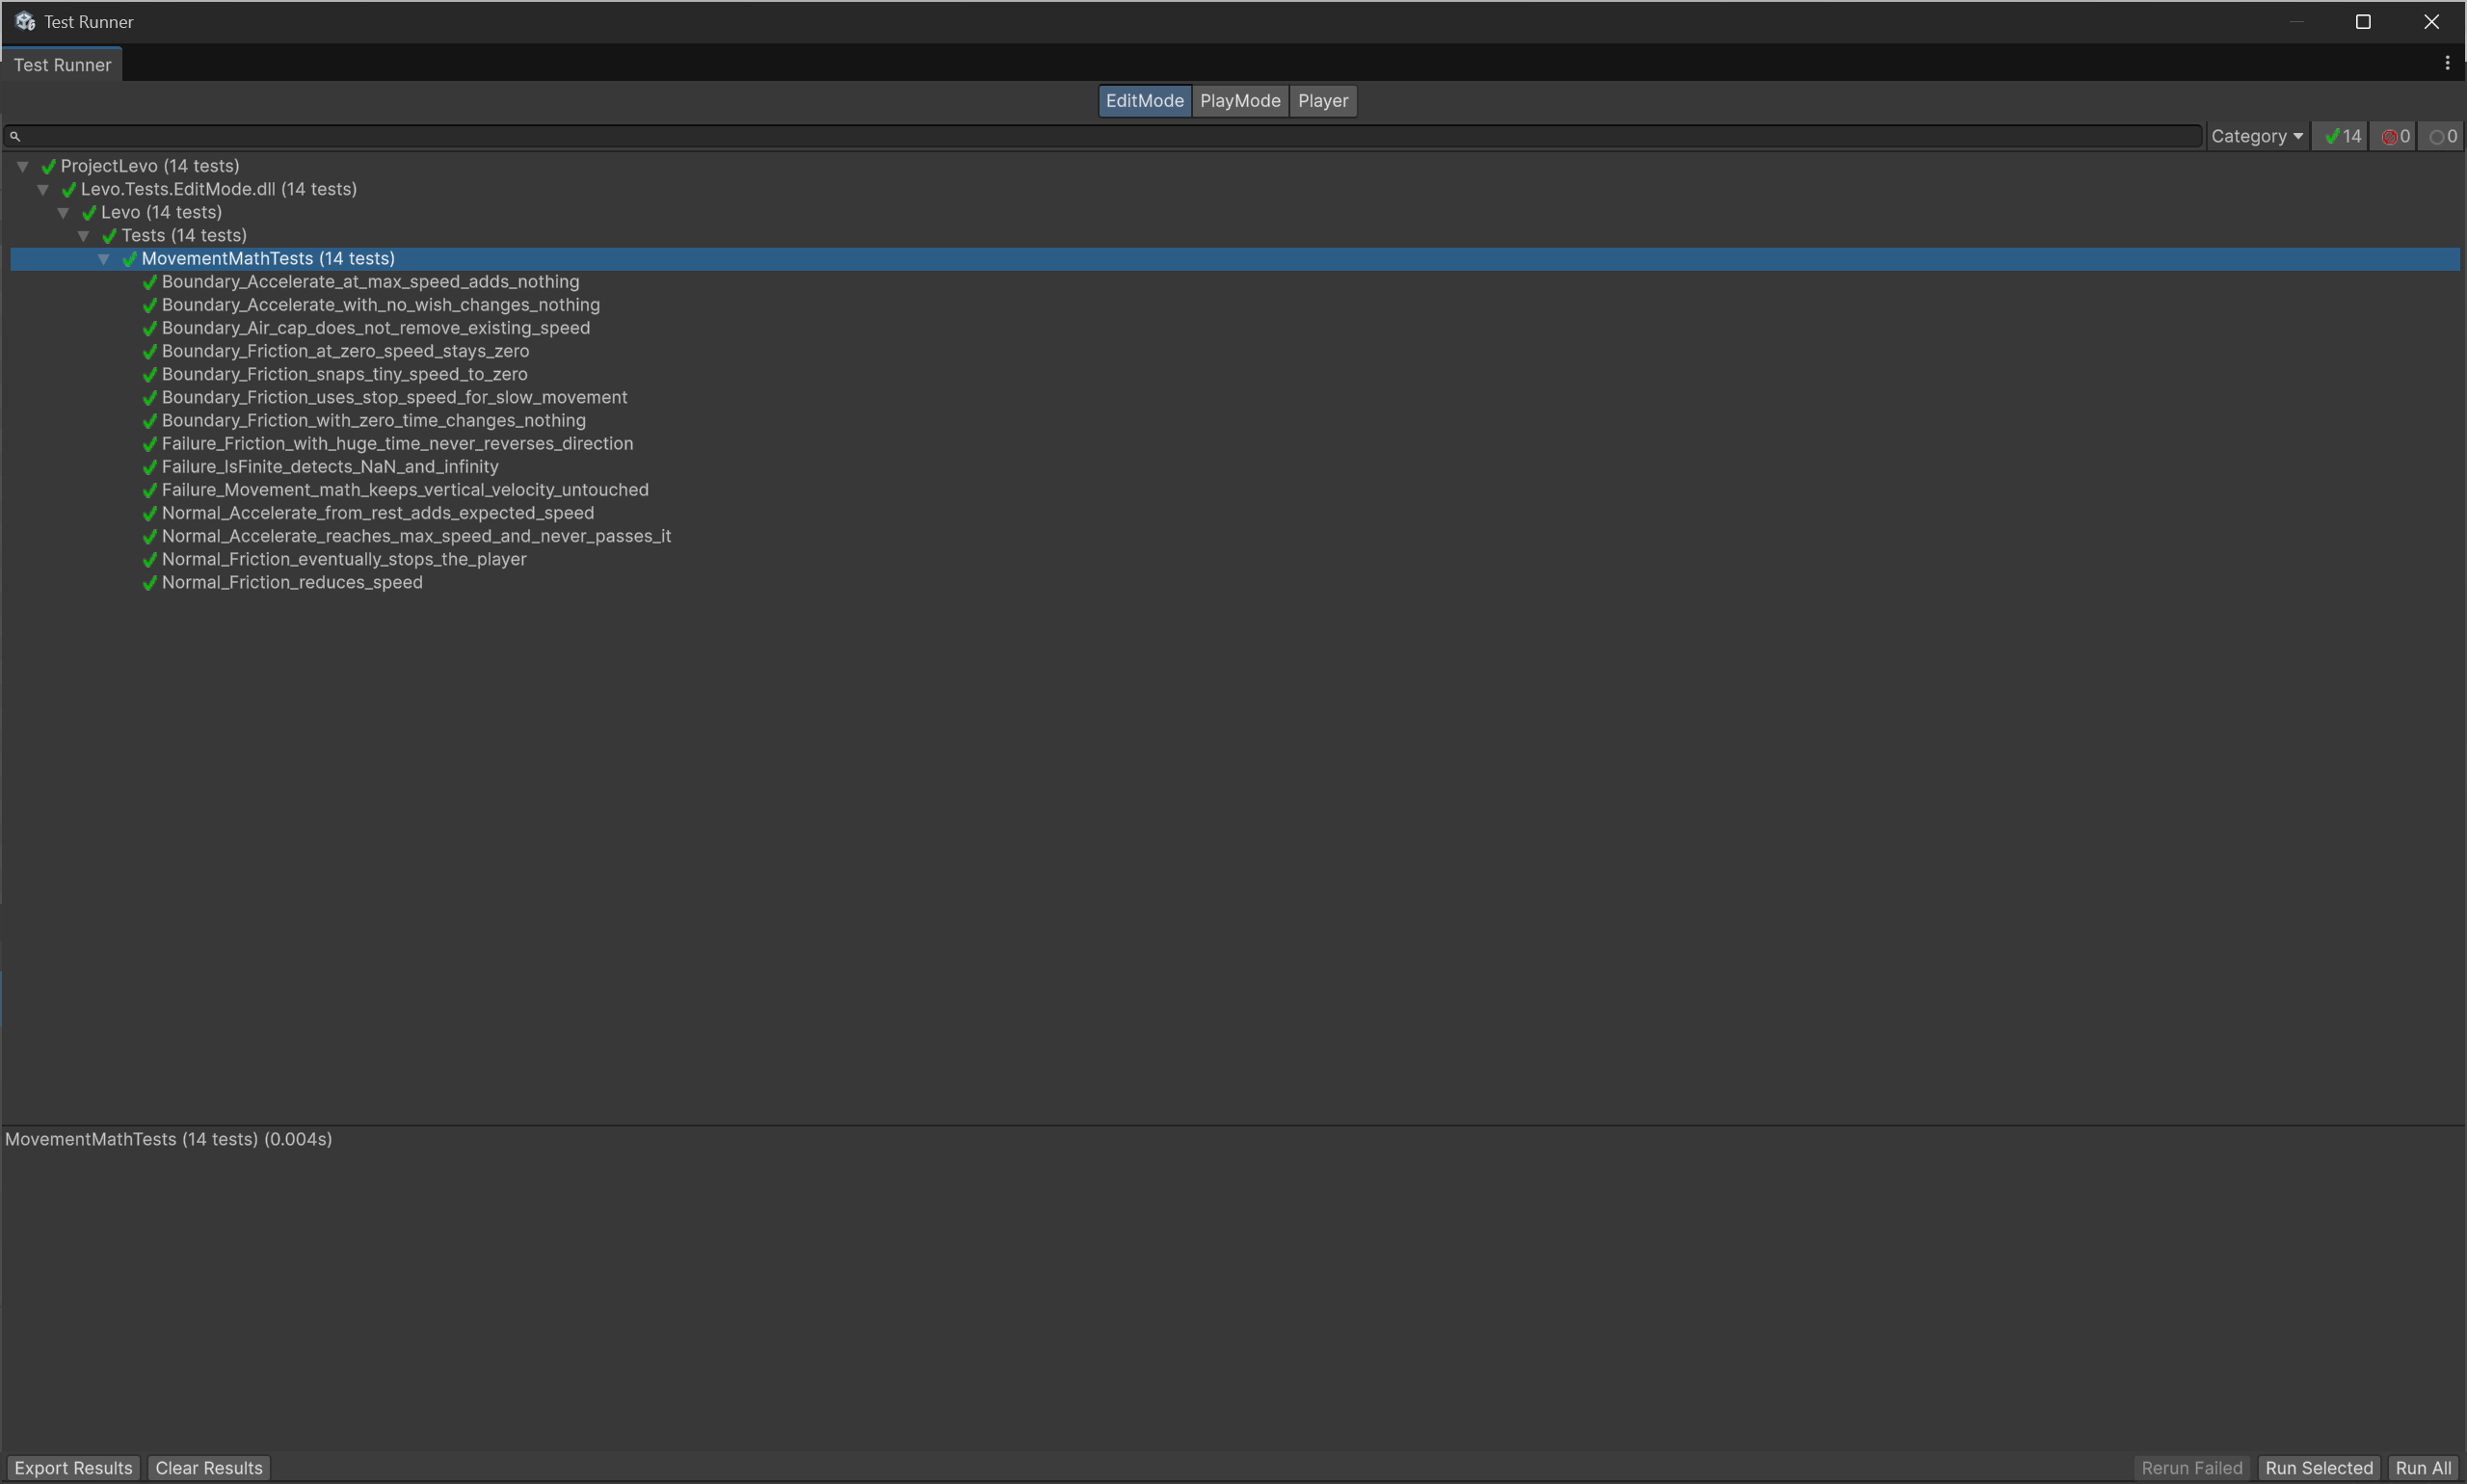 Test Runner
Test Runner
EditMode PlayMode Player
Category 14 0 0
ProjectLevo (14 tests)
Levo.Tests.EditMode.dll (14 tests)
Levo (14 tests)
Tests (14 tests)
MovementMathTests (14 tests)
Boundary_Accelerate_at_max_speed_adds_nothing
Boundary_Accelerate_with_no_wish_changes_nothing
Boundary_Air_cap_does_not_remove_existing_speed
Boundary_Friction_at_zero_speed_stays_zero
Boundary_Friction_snaps_tiny_speed_to_zero
Boundary_Friction_uses_stop_speed_for_slow_movement
Boundary_Friction_with_zero_time_changes_nothing
Failure_Friction_with_huge_time_never_reverses_direction
Failure_IsFinite_detects_NaN_and_infinity
Failure_Movement_math_keeps_vertical_velocity_untouched
Normal_Accelerate_from_rest_adds_expected_speed
Normal_Accelerate_reaches_max_speed_and_never_passes_it
Normal_Friction_eventually_stops_the_player
Normal_Friction_reduces_speed
MovementMathTests (14 tests) (0.004s)
Export Results Clear Results Rerun Failed Run Selected Run All